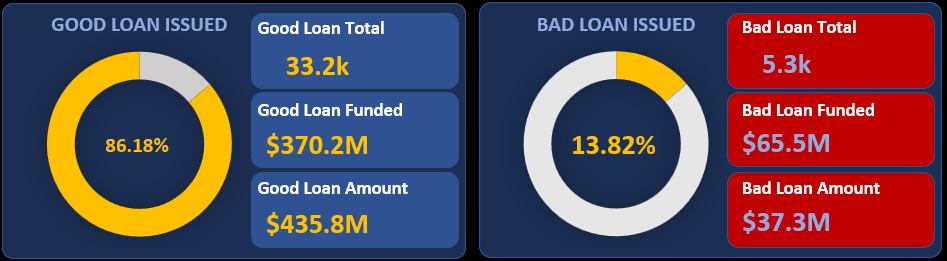 GOOD LOAN ISSUED
86.18%
Good Loan Total
33.2k
Good Loan Funded
$370.2M
Good Loan Amount
$435.8M
BAD LOAN ISSUED
13.82%
Bad Loan Total
5.3k
Bad Loan Funded
$65.5M
Bad Loan Amount
$37.3M